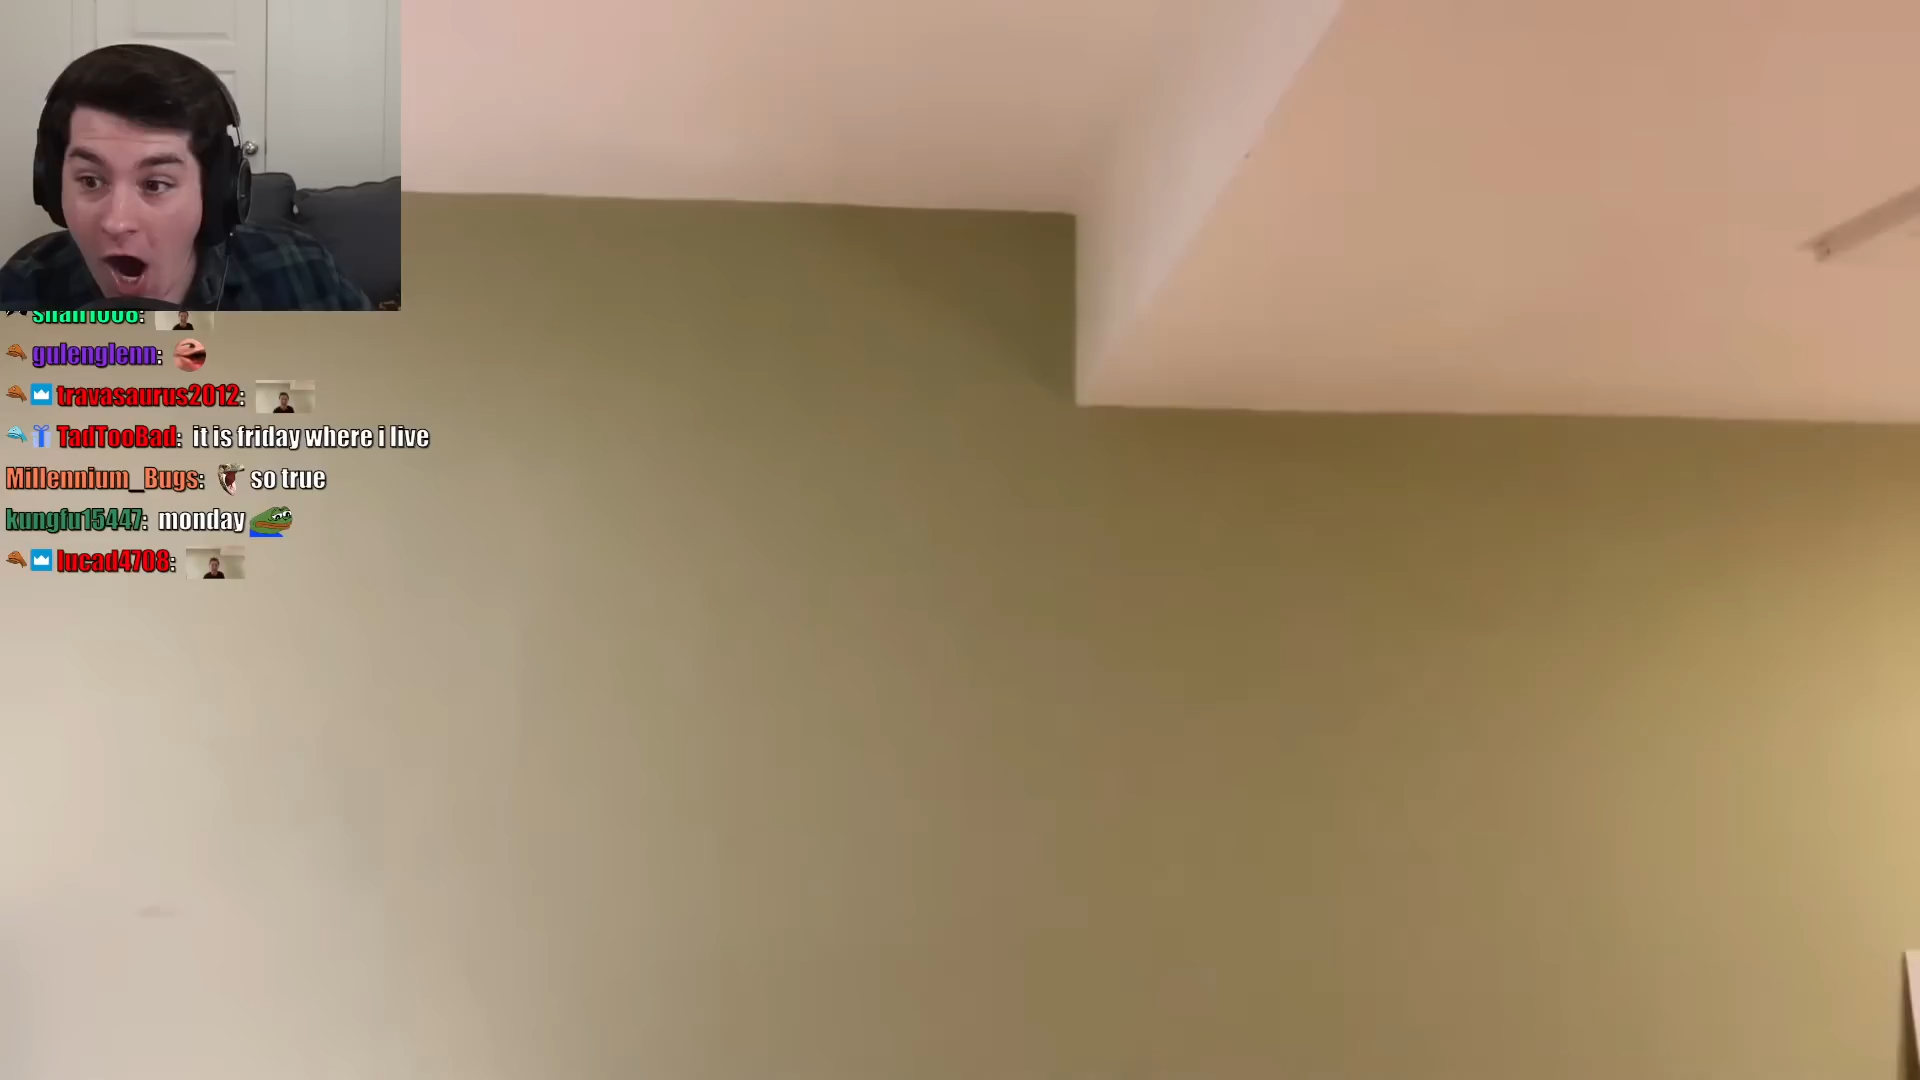 gulenglenn:
travasaurus2012:
TadTooBad: it is friday where i live
Millennium_Bugs: so true
kungfu15447: monday
lucad4708: